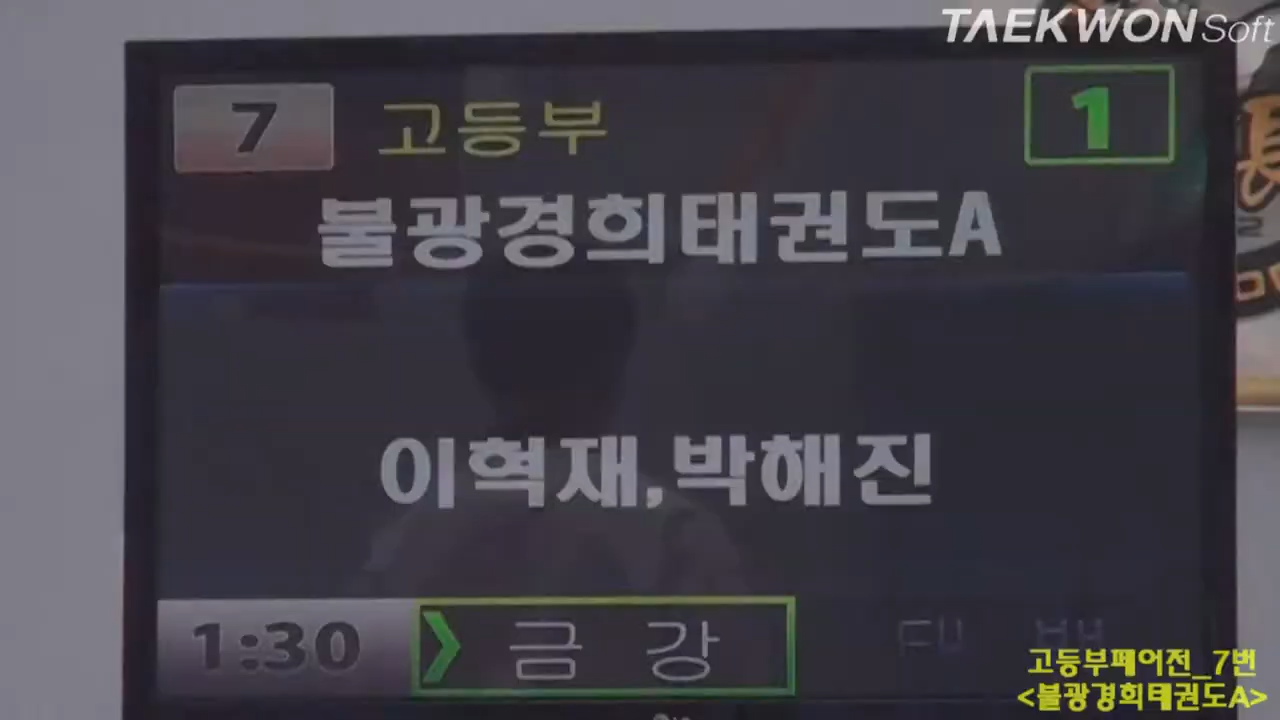 TAEKWON Soft
7 고등부 1
불광경희태권도A
이혁재,박해진
1:30 금 강 태 백
고등부페어전_7번
<불광경희태권도A>